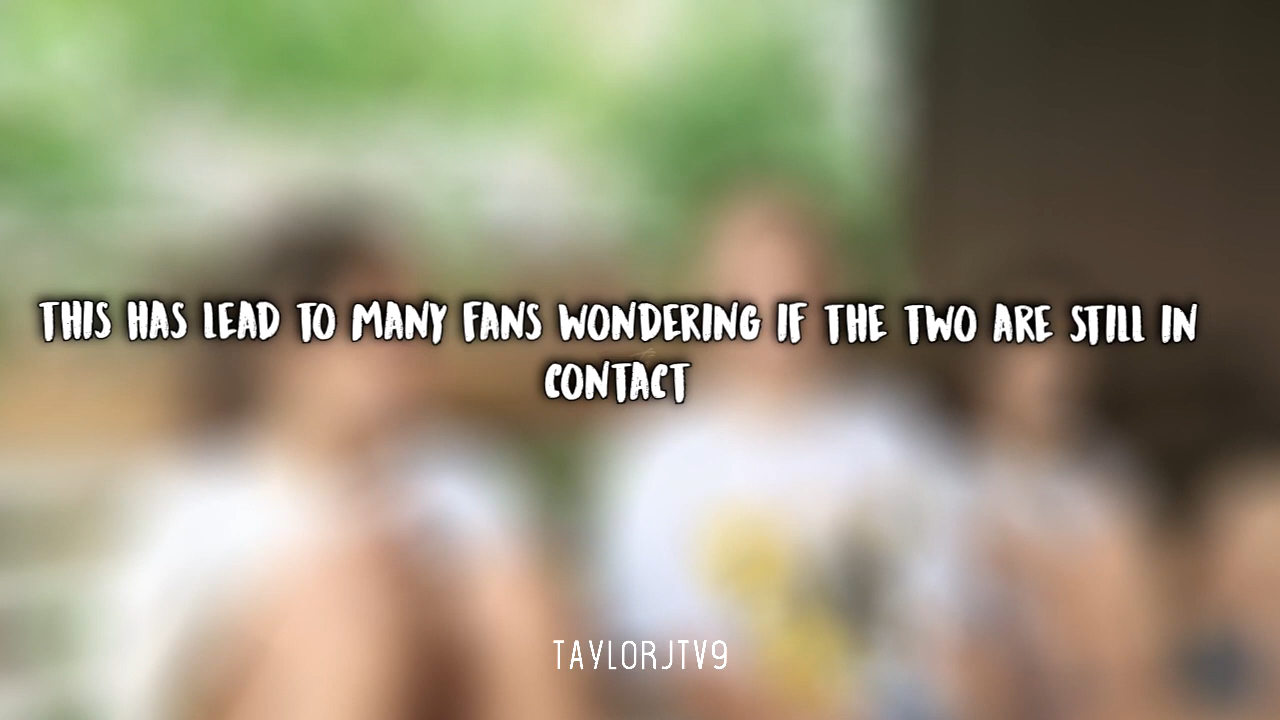 THIS HAS LEAD TO MANY FANS WONDERING IF THE TWO ARE STILL IN
CONTACT
TAYLORJTV9